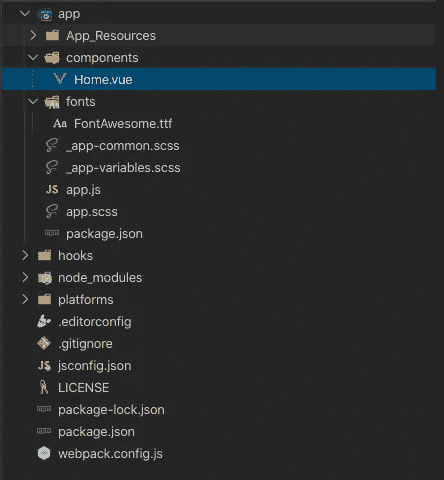 app
App_Resources
components
Home.vue
fonts
Aa FontAwesome.ttf
_app-common.scss
_app-variables.scss
JS app.js
app.scss
package.json
hooks
node_modules
platforms
.editorconfig
.gitignore
JS jsconfig.json
LICENSE
package-lock.json
package.json
webpack.config.js